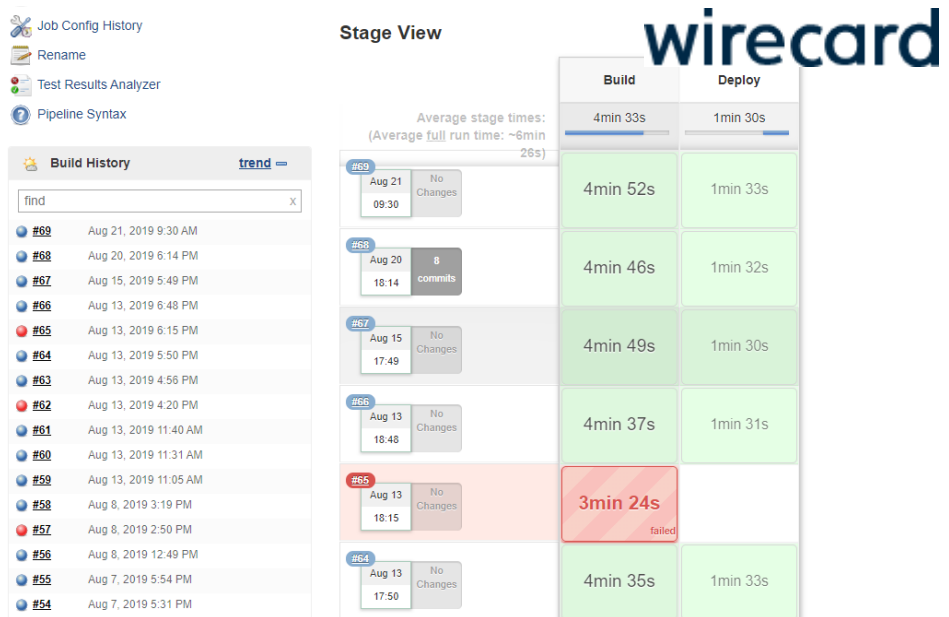 Job Config History
Rename
Test Results Analyzer
Pipeline Syntax
Build History
trend
find
x
#69 Aug 21, 2019 9:30 AM
#68 Aug 20, 2019 6:14 PM
#67 Aug 15, 2019 5:49 PM
#66 Aug 13, 2019 6:48 PM
#65 Aug 13, 2019 6:15 PM
#64 Aug 13, 2019 5:50 PM
#63 Aug 13, 2019 4:56 PM
#62 Aug 13, 2019 4:20 PM
#61 Aug 13, 2019 11:40 AM
#60 Aug 13, 2019 11:31 AM
#59 Aug 13, 2019 11:05 AM
#58 Aug 8, 2019 3:19 PM
#57 Aug 8, 2019 2:50 PM
#56 Aug 8, 2019 12:49 PM
#55 Aug 7, 2019 5:54 PM
#54 Aug 7, 2019 5:31 PM
Stage View
wirecard
Build Deploy
Average stage times:
(Average full run time: ~6min
26s)
4min 33s 1min 30s
#69
Aug 21
09:30
No
Changes
4min 52s 1min 33s
#68
Aug 20
18:14
8
commits
4min 46s 1min 32s
#67
Aug 15
17:49
No
Changes
4min 49s 1min 30s
#66
Aug 13
18:48
No
Changes
4min 37s 1min 31s
#65
Aug 13
18:15
No
Changes
3min 24s
failed
#64
Aug 13
17:50
No
Changes
4min 35s 1min 33s